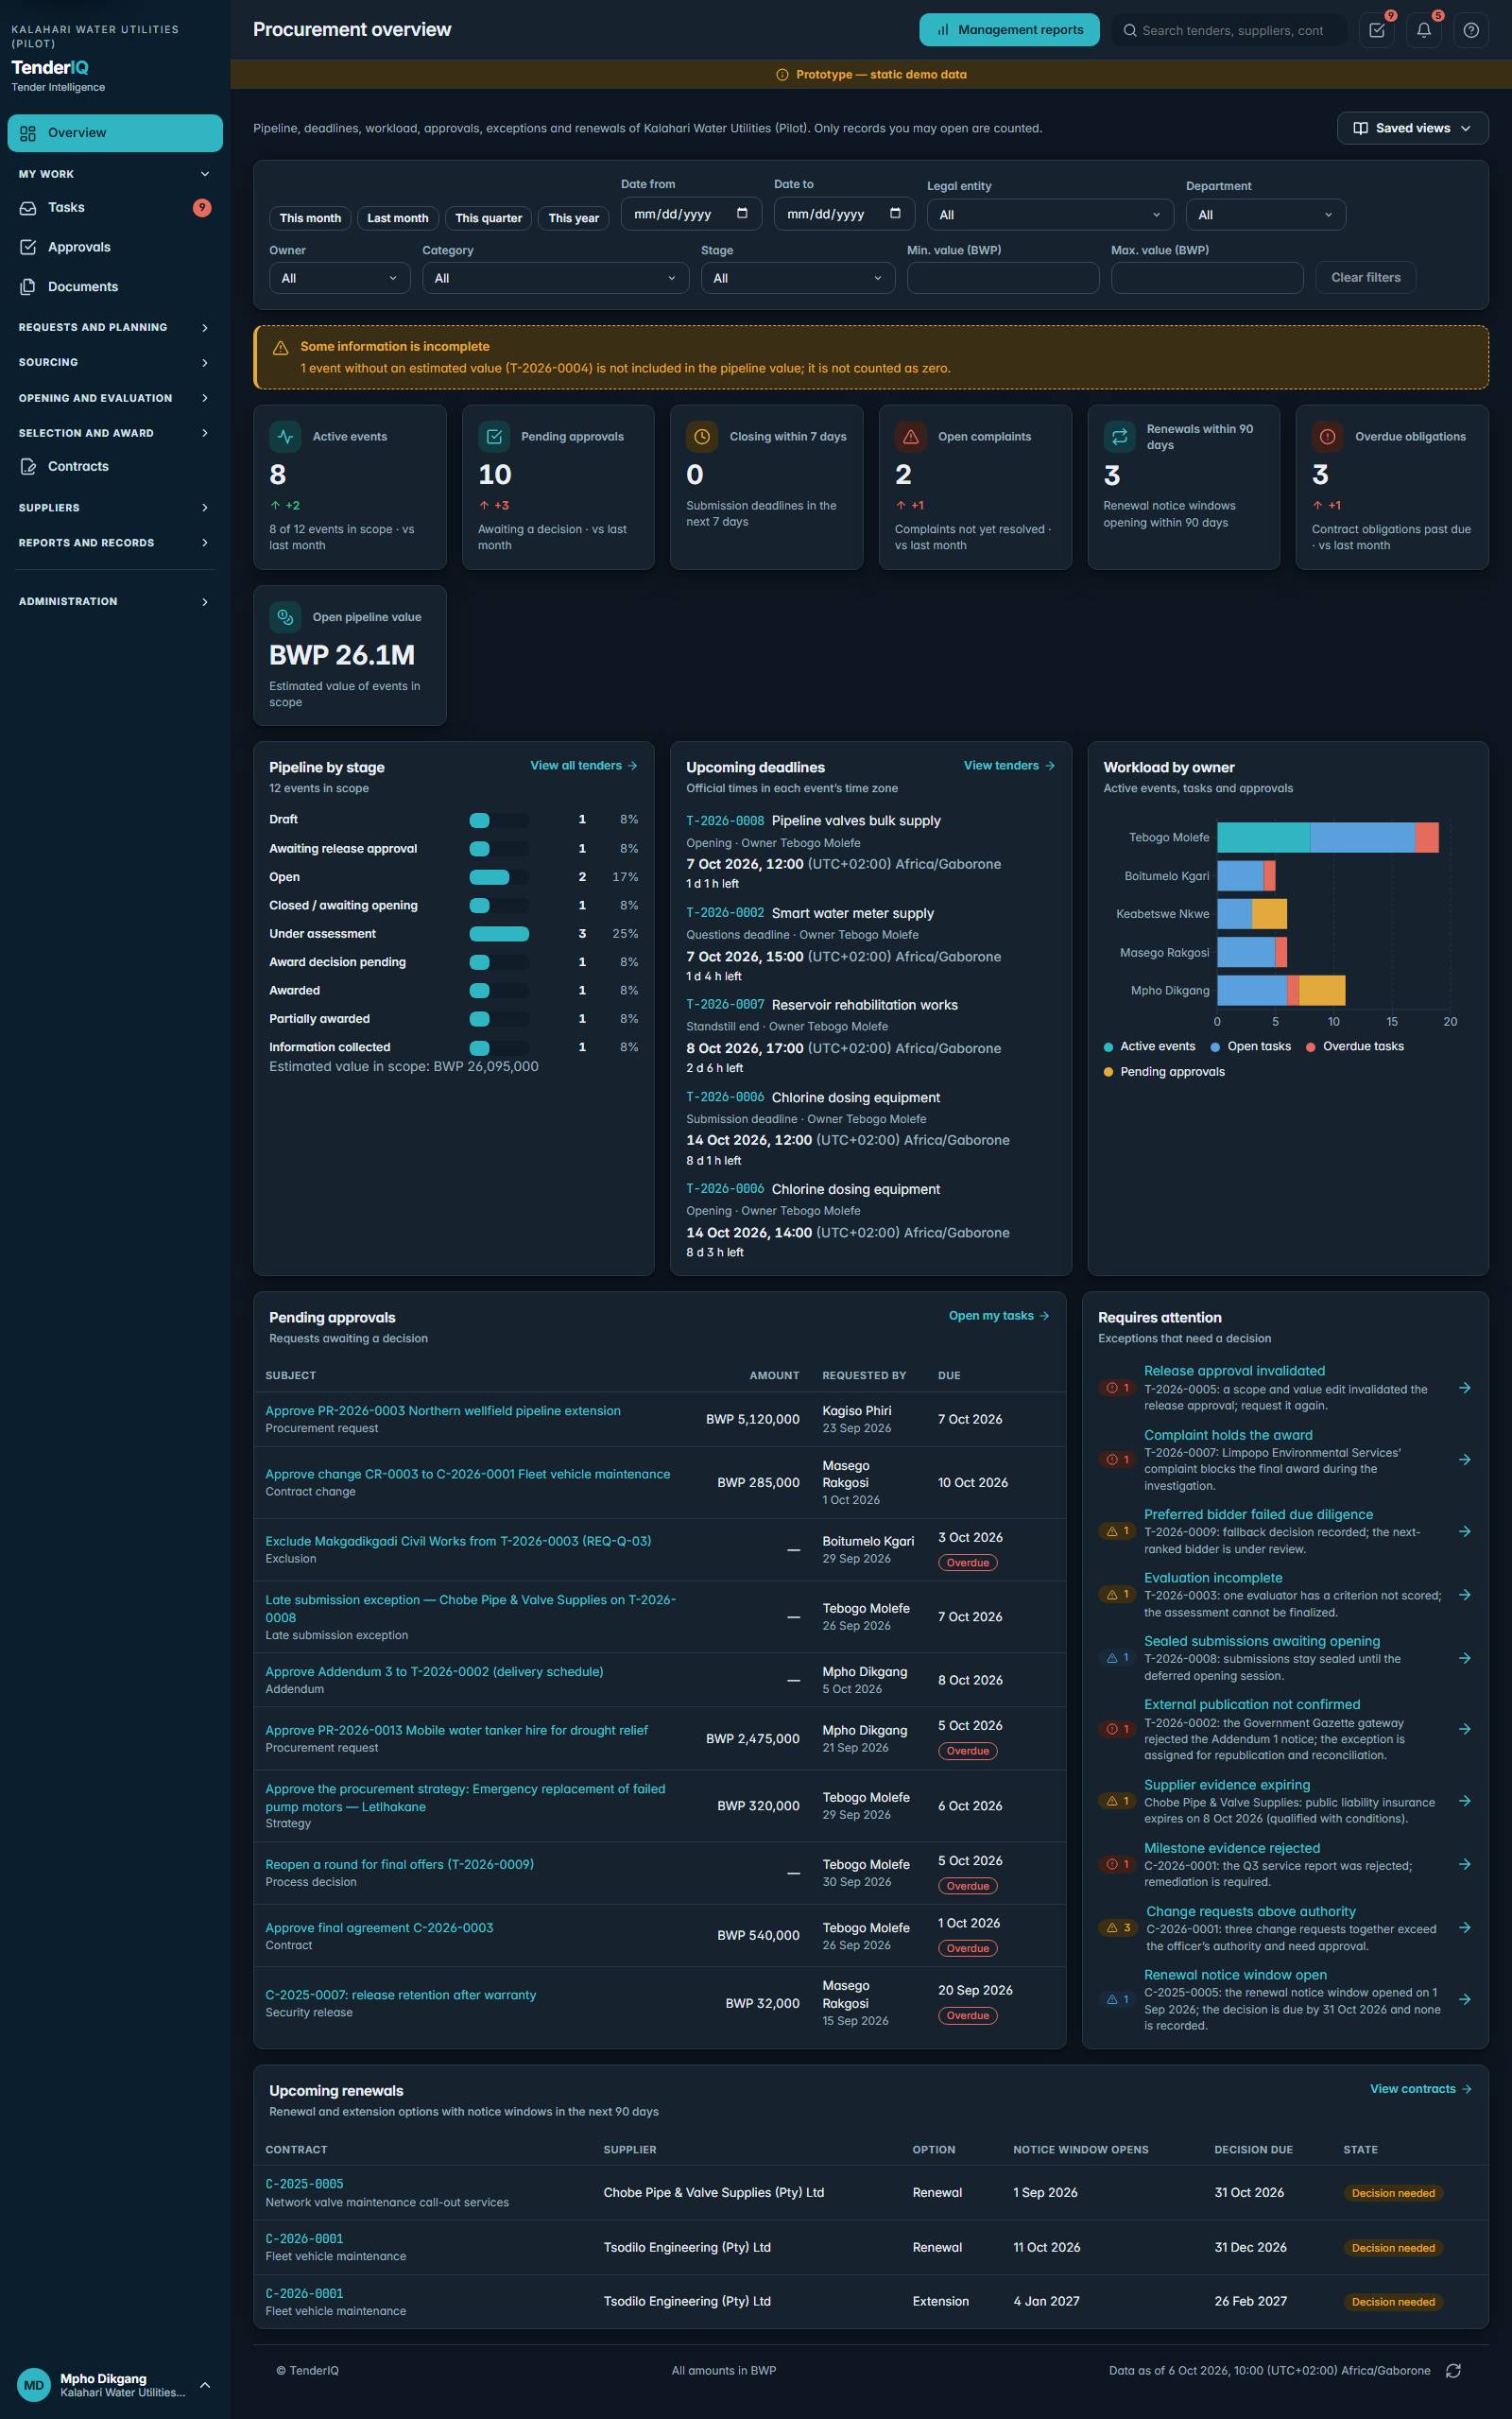 KALAHARI WATER UTILITIES
(PILOT)
TenderIQ
Tender Intelligence
Overview
MY WORK
Tasks
9
Approvals
Documents
REQUESTS AND PLANNING
SOURCING
OPENING AND EVALUATION
SELECTION AND AWARD
Contracts
SUPPLIERS
REPORTS AND RECORDS
ADMINISTRATION
MD
Mpho Dikgang
Kalahari Water Utilities...
Procurement overview
Management reports
Search tenders, suppliers, cont
9
5
Prototype — static demo data
Pipeline, deadlines, workload, approvals, exceptions and renewals of Kalahari Water Utilities (Pilot). Only records you may open are counted.
Saved views
This month
Last month
This quarter
This year
Date from
mm/dd/yyyy
Date to
mm/dd/yyyy
Legal entity
All
Department
All
Owner
All
Category
All
Stage
All
Min. value (BWP)
Max. value (BWP)
Clear filters
Some information is incomplete
1 event without an estimated value (T-2026-0004) is not included in the pipeline value; it is not counted as zero.
Active events
8
+2
8 of 12 events in scope · vs
last month
Pending approvals
10
+3
Awaiting a decision · vs last
month
Closing within 7 days
0
Submission deadlines in the
next 7 days
Open complaints
2
+1
Complaints not yet resolved ·
vs last month
Renewals within 90
days
3
Renewal notice windows
opening within 90 days
Overdue obligations
3
+1
Contract obligations past due
· vs last month
Open pipeline value
BWP 26.1M
Estimated value of events in
scope
Pipeline by stage
View all tenders
12 events in scope
Draft 1 8%
Awaiting release approval 1 8%
Open 2 17%
Closed / awaiting opening 1 8%
Under assessment 3 25%
Award decision pending 1 8%
Awarded 1 8%
Partially awarded 1 8%
Information collected 1 8%
Estimated value in scope: BWP 26,095,000
Upcoming deadlines
View tenders
Official times in each event's time zone
T-2026-0008 Pipeline valves bulk supply
Opening · Owner Tebogo Molefe
7 Oct 2026, 12:00 (UTC+02:00) Africa/Gaborone
1 d 1 h left
T-2026-0002 Smart water meter supply
Questions deadline · Owner Tebogo Molefe
7 Oct 2026, 15:00 (UTC+02:00) Africa/Gaborone
1 d 4 h left
T-2026-0007 Reservoir rehabilitation works
Standstill end · Owner Tebogo Molefe
8 Oct 2026, 17:00 (UTC+02:00) Africa/Gaborone
2 d 6 h left
T-2026-0006 Chlorine dosing equipment
Submission deadline · Owner Tebogo Molefe
14 Oct 2026, 12:00 (UTC+02:00) Africa/Gaborone
8 d 1 h left
T-2026-0006 Chlorine dosing equipment
Opening · Owner Tebogo Molefe
14 Oct 2026, 14:00 (UTC+02:00) Africa/Gaborone
8 d 3 h left
Workload by owner
Active events, tasks and approvals
Tebogo Molefe
Boitumelo Kgari
Keabetswe Nkwe
Masego Rakgosi
Mpho Dikgang
0 5 10 15 20
Active events
Open tasks
Overdue tasks
Pending approvals
Pending approvals
Open my tasks
Requests awaiting a decision
SUBJECT AMOUNT REQUESTED BY DUE
Approve PR-2026-0003 Northern wellfield pipeline extension
Procurement request
BWP 5,120,000
Kagiso Phiri
23 Sep 2026
7 Oct 2026
Approve change CR-0003 to C-2026-0001 Fleet vehicle maintenance
Contract change
BWP 285,000
Masego
Rakgosi
1 Oct 2026
10 Oct 2026
Exclude Makgadikgadi Civil Works from T-2026-0003 (REQ-Q-03)
Exclusion
—
Boitumelo Kgari
29 Sep 2026
3 Oct 2026
Overdue
Late submission exception — Chobe Pipe & Valve Supplies on T-2026-
0008
Late submission exception
—
Tebogo Molefe
26 Sep 2026
7 Oct 2026
Approve Addendum 3 to T-2026-0002 (delivery schedule)
Addendum
—
Mpho Dikgang
5 Oct 2026
8 Oct 2026
Approve PR-2026-0013 Mobile water tanker hire for drought relief
Procurement request
BWP 2,475,000
Mpho Dikgang
21 Sep 2026
5 Oct 2026
Overdue
Approve the procurement strategy: Emergency replacement of failed
pump motors — Letlhakane
Strategy
BWP 320,000
Tebogo Molefe
29 Sep 2026
6 Oct 2026
Reopen a round for final offers (T-2026-0009)
Process decision
—
Tebogo Molefe
30 Sep 2026
5 Oct 2026
Overdue
Approve final agreement C-2026-0003
Contract
BWP 540,000
Tebogo Molefe
26 Sep 2026
1 Oct 2026
Overdue
C-2025-0007: release retention after warranty
Security release
BWP 32,000
Masego
Rakgosi
15 Sep 2026
20 Sep 2026
Overdue
Requires attention
Exceptions that need a decision
1
Release approval invalidated
T-2026-0005: a scope and value edit invalidated the
release approval; request it again.
1
Complaint holds the award
T-2026-0007: Limpopo Environmental Services'
complaint blocks the final award during the
investigation.
1
Preferred bidder failed due diligence
T-2026-0009: fallback decision recorded; the next-
ranked bidder is under review.
1
Evaluation incomplete
T-2026-0003: one evaluator has a criterion not scored;
the assessment cannot be finalized.
1
Sealed submissions awaiting opening
T-2026-0008: submissions stay sealed until the
deferred opening session.
1
External publication not confirmed
T-2026-0002: the Government Gazette gateway
rejected the Addendum 1 notice; the exception is
assigned for republication and reconciliation.
1
Supplier evidence expiring
Chobe Pipe & Valve Supplies: public liability insurance
expires on 8 Oct 2026 (qualified with conditions).
1
Milestone evidence rejected
C-2026-0001: the Q3 service report was rejected;
remediation is required.
3
Change requests above authority
C-2026-0001: three change requests together exceed
the officer's authority and need approval.
1
Renewal notice window open
C-2025-0005: the renewal notice window opened on 1
Sep 2026; the decision is due by 31 Oct 2026 and none
is recorded.
Upcoming renewals
View contracts
Renewal and extension options with notice windows in the next 90 days
CONTRACT SUPPLIER OPTION NOTICE WINDOW OPENS DECISION DUE STATE
C-2025-0005
Network valve maintenance call-out services
Chobe Pipe & Valve Supplies (Pty) Ltd Renewal 1 Sep 2026 31 Oct 2026 Decision needed
C-2026-0001
Fleet vehicle maintenance
Tsodilo Engineering (Pty) Ltd Renewal 11 Oct 2026 31 Dec 2026 Decision needed
C-2026-0001
Fleet vehicle maintenance
Tsodilo Engineering (Pty) Ltd Extension 4 Jan 2027 26 Feb 2027 Decision needed
© TenderIQ
All amounts in BWP
Data as of 6 Oct 2026, 10:00 (UTC+02:00) Africa/Gaborone